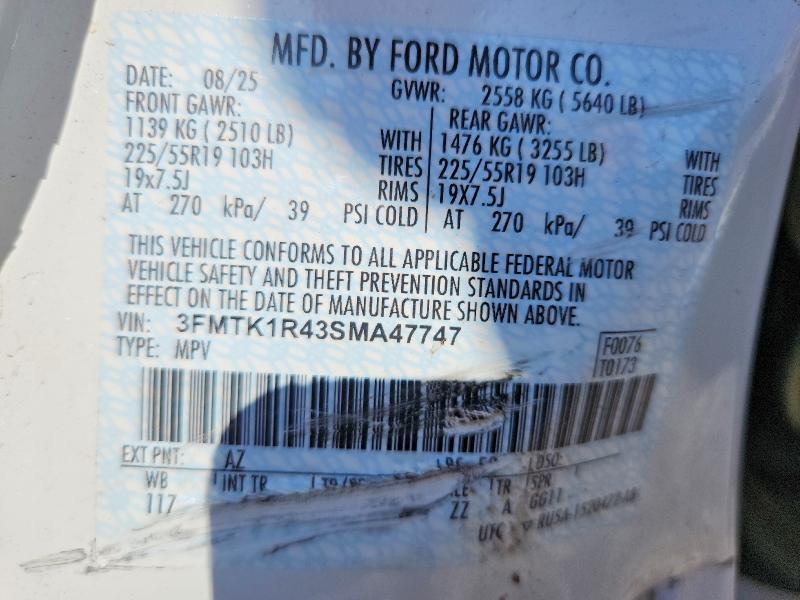 MFD. BY FORD MOTOR CO.
DATE: 08/25 GVWR: 2558 KG ( 5640 LB)
FRONT GAWR: REAR GAWR:
1139 KG ( 2510 LB) WITH 1476 KG ( 3255 LB) WITH
225/55R19 103H TIRES 225/55R19 103H TIRES
19x7.5J RIMS 19X7.5J RIMS
AT 270 kPa/ 39 PSI COLD AT 270 kPa/ 39 PSI COLD
THIS VEHICLE CONFORMS TO ALL APPLICABLE FEDERAL MOTOR
VEHICLE SAFETY AND THEFT PREVENTION STANDARDS IN
EFFECT ON THE DATE OF MANUFACTURE SHOWN ABOVE.
VIN: 3FMTK1R43SMA47747
TYPE: MPV
F0076
T0173
EXT PNT: AZ DSO:
WB INT TR TR SPR
117 ZZ A GG11
UTC